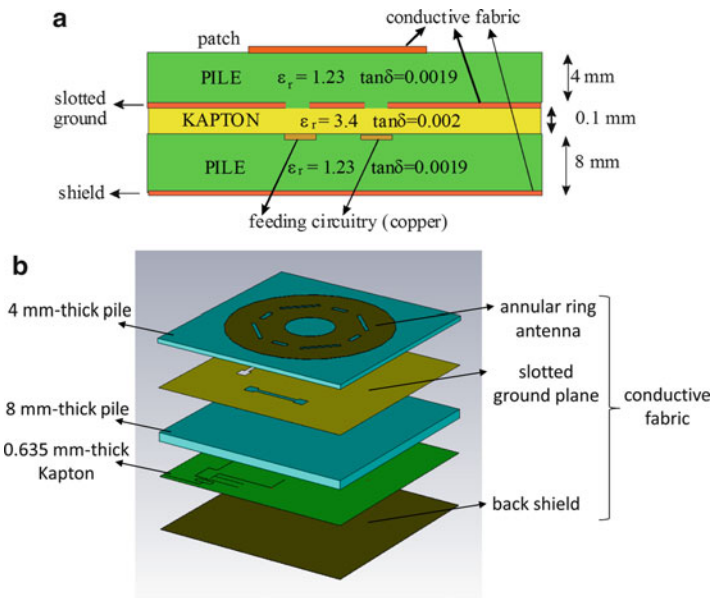 a
conductive fabric
patch
PILE εr = 1.23 tanδ=0.0019
4 mm
slotted
ground
KAPTON εr = 3.4 tanδ=0.002
0.1 mm
PILE εr = 1.23 tanδ=0.0019
8 mm
shield
feeding circuitry (copper)
b
4 mm-thick pile
annular ring
antenna
slotted
ground plane
conductive
fabric
8 mm-thick pile
0.635 mm-thick
Kapton
back shield